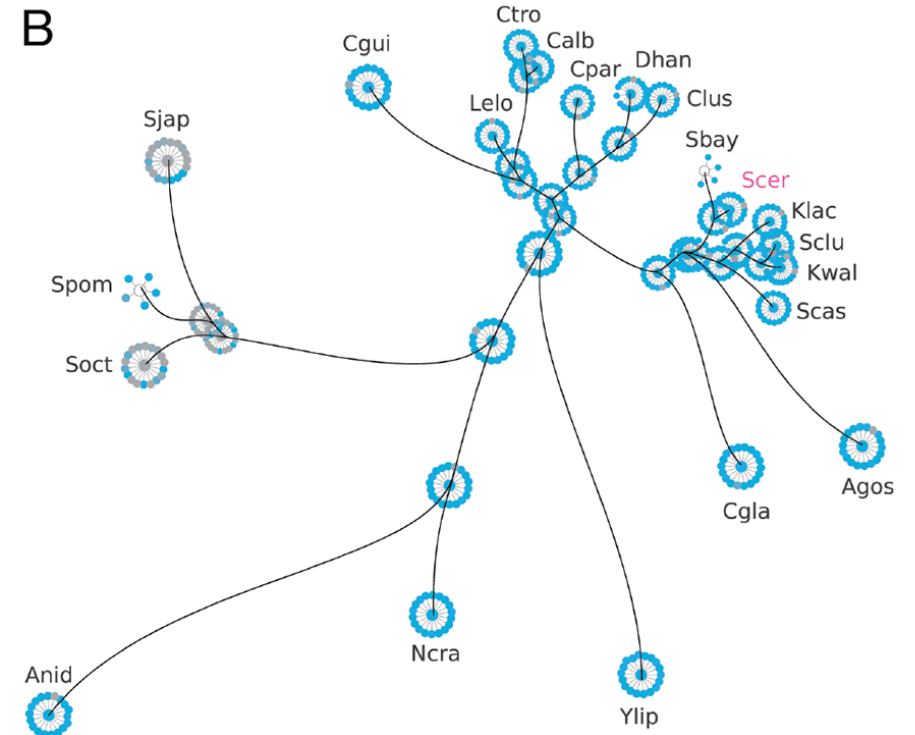 B
Ctro
Cgui
Calb
Cpar
Dhan
Lelo
Clus
Sjap
Sbay
Scer
Klac
Sclu
Kwal
Spom
Scas
Soct
Agos
Cgla
Ncra
Anid
Ylip